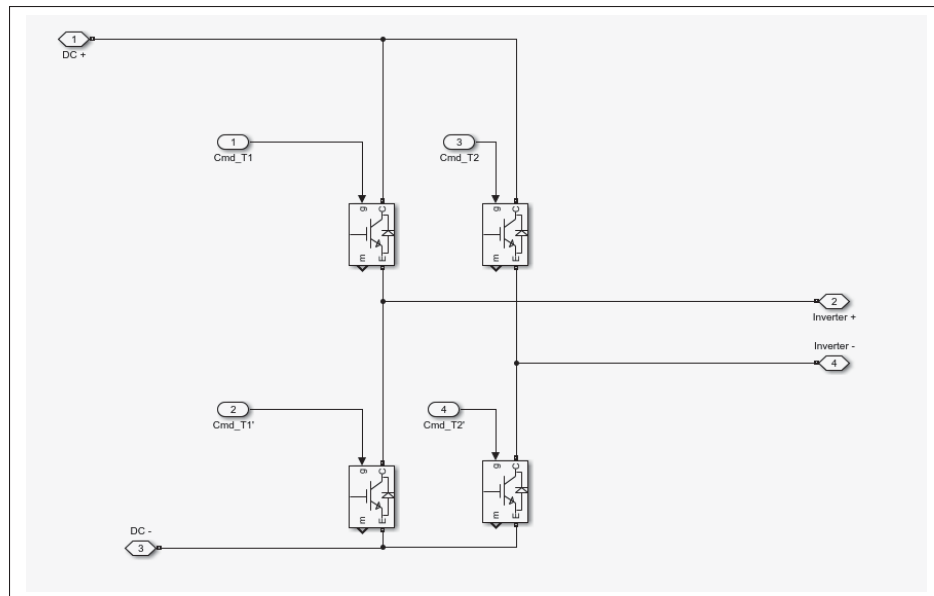 1
DC +
1
Cmd_T1
3
Cmd_T2
g C
m E
g C
m E
2
Inverter +
Inverter -
4
2
Cmd_T1'
4
Cmd_T2'
g C
m E
g C
m E
DC -
3